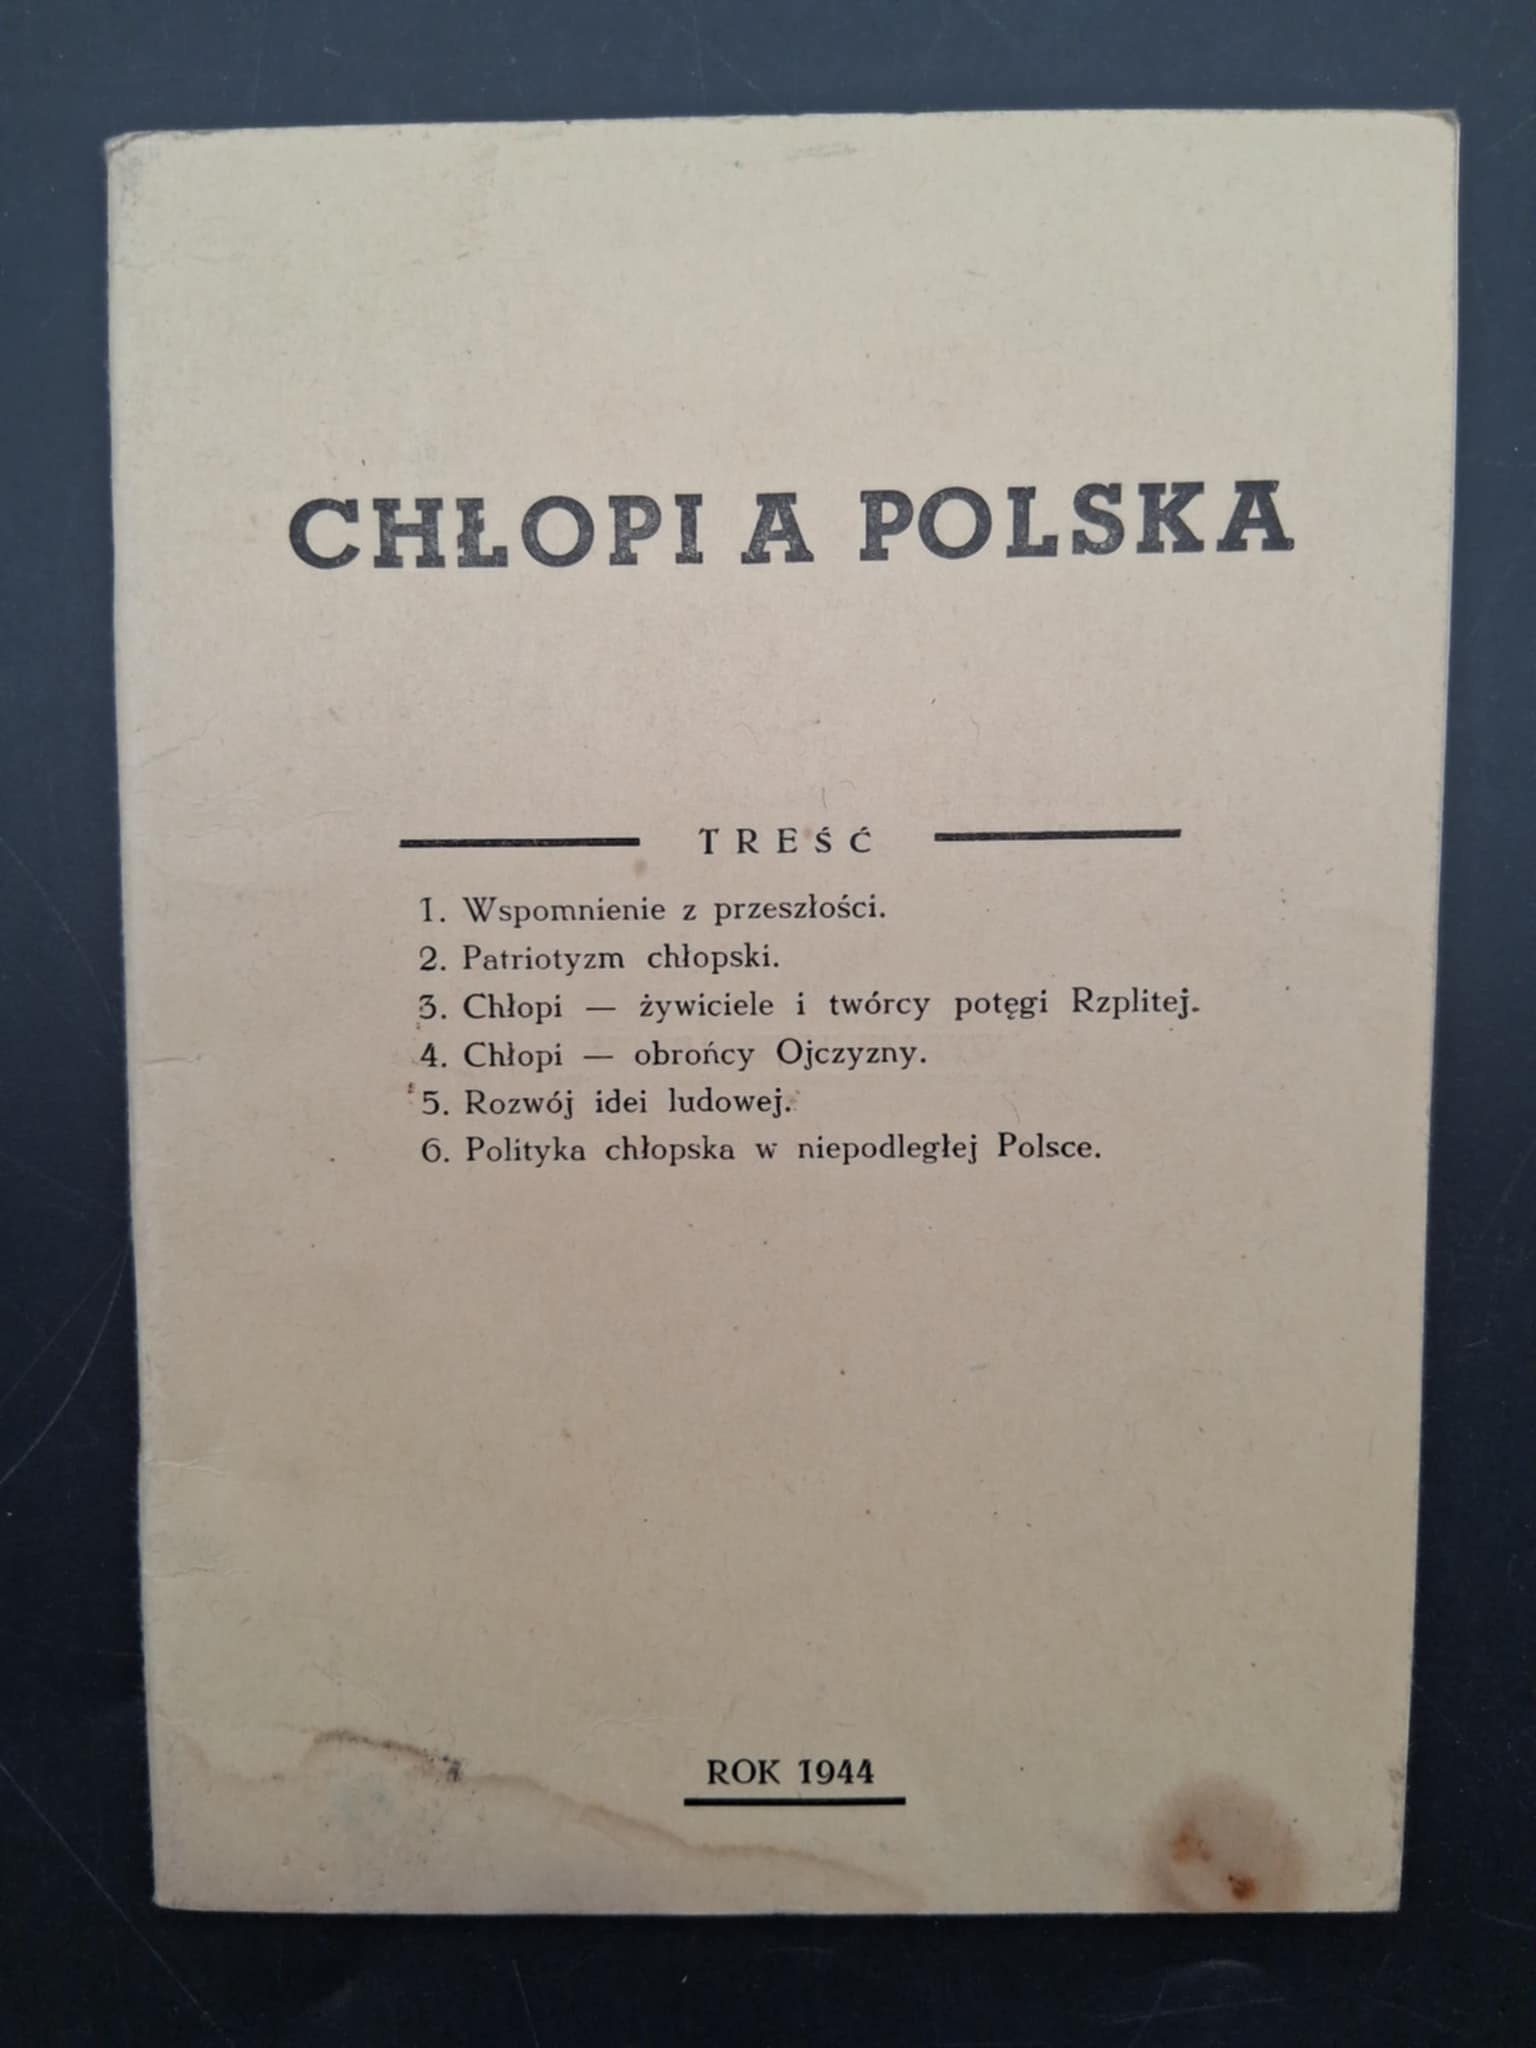 CHŁOPI A POLSKA
TREŚĆ
1. Wspomnienie z przeszłości.
2. Patriotyzm chłopski.
3. Chłopi — żywiciele i twórcy potęgi Rzplitej.
4. Chłopi — obrońcy Ojczyzny.
5. Rozwój idei ludowej.
6. Polityka chłopska w niepodległej Polsce.
ROK 1944